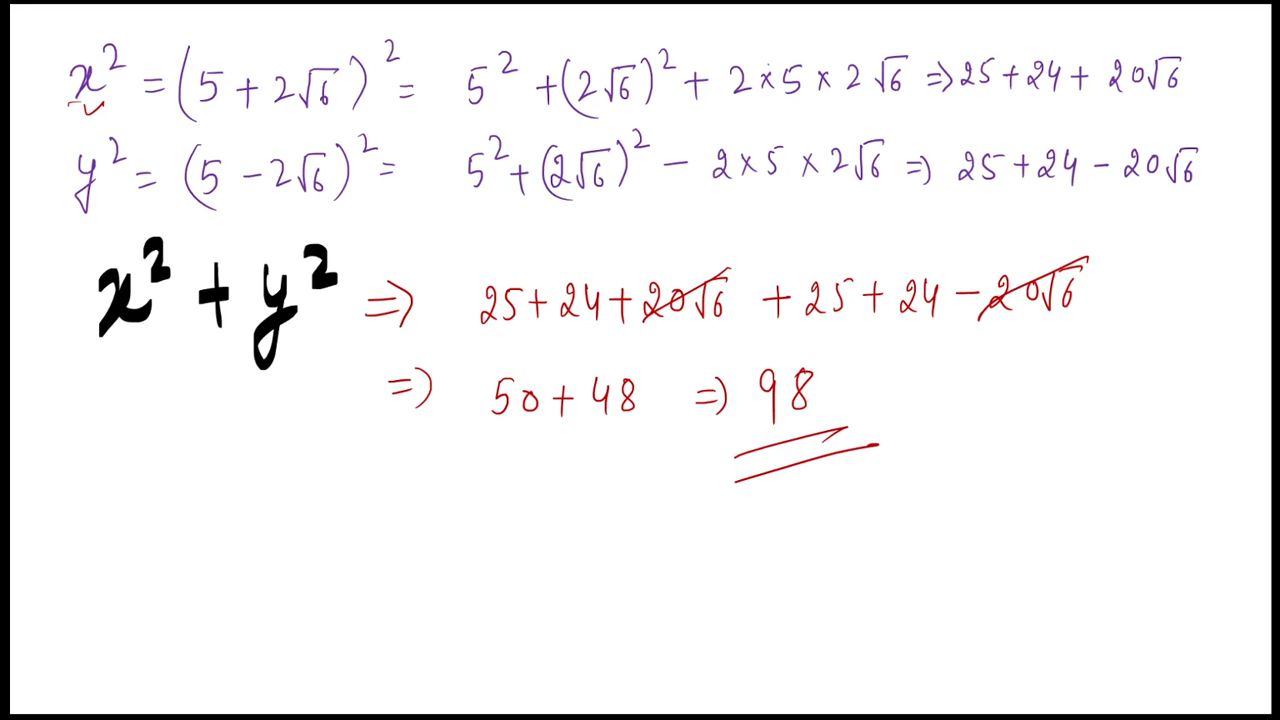 x² = (5 + 2√6)² = 5² + (2√6)² + 2 × 5 × 2√6 ⇒ 25 + 24 + 20√6
y² = (5 - 2√6)² = 5² + (2√6)² - 2 × 5 × 2√6 ⇒ 25 + 24 - 20√6
x² + y² ⇒ 25 + 24 + 20√6 + 25 + 24 - 20√6
⇒ 50 + 48 ⇒ 98